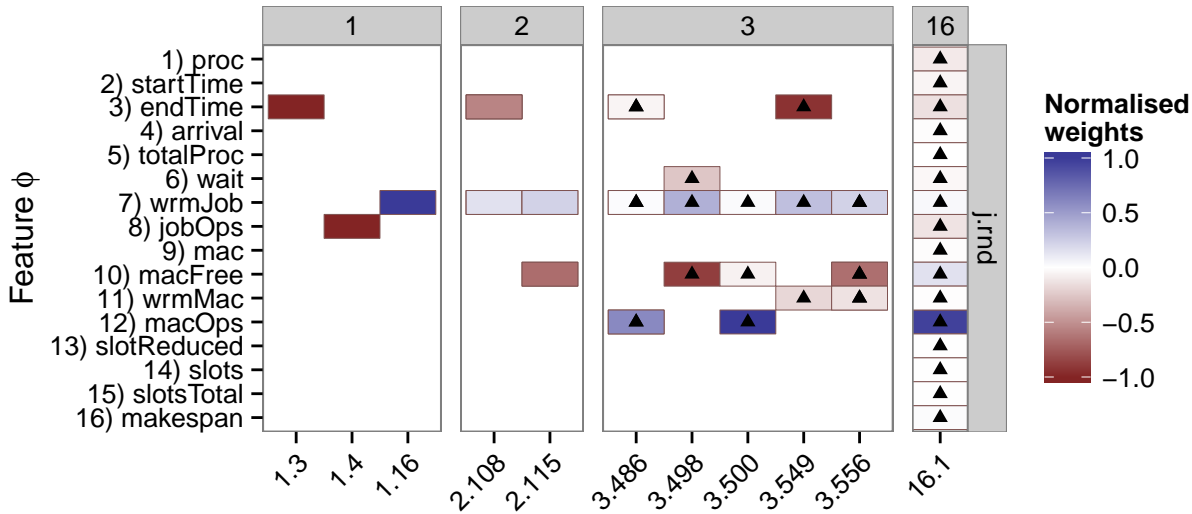 1 2 3 16
Feature ϕ
1) proc
2) startTime
3) endTime
4) arrival
5) totalProc
6) wait
7) wrmJob
8) jobOps
9) mac
10) macFree
11) wrmMac
12) macOps
13) slotReduced
14) slots
15) slotsTotal
16) makespan
1.3 1.4 1.16 2.108 2.115 3.486 3.498 3.500 3.549 3.556 16.1
j.rnd
Normalised
weights
1.0
0.5
0.0
−0.5
−1.0